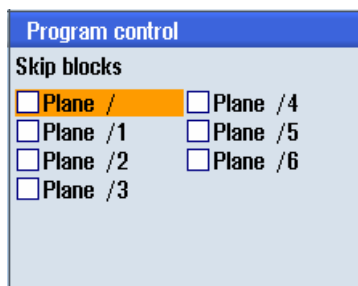 Program control
Skip blocks
Plane /
Plane /4
Plane /1
Plane /5
Plane /2
Plane /6
Plane /3